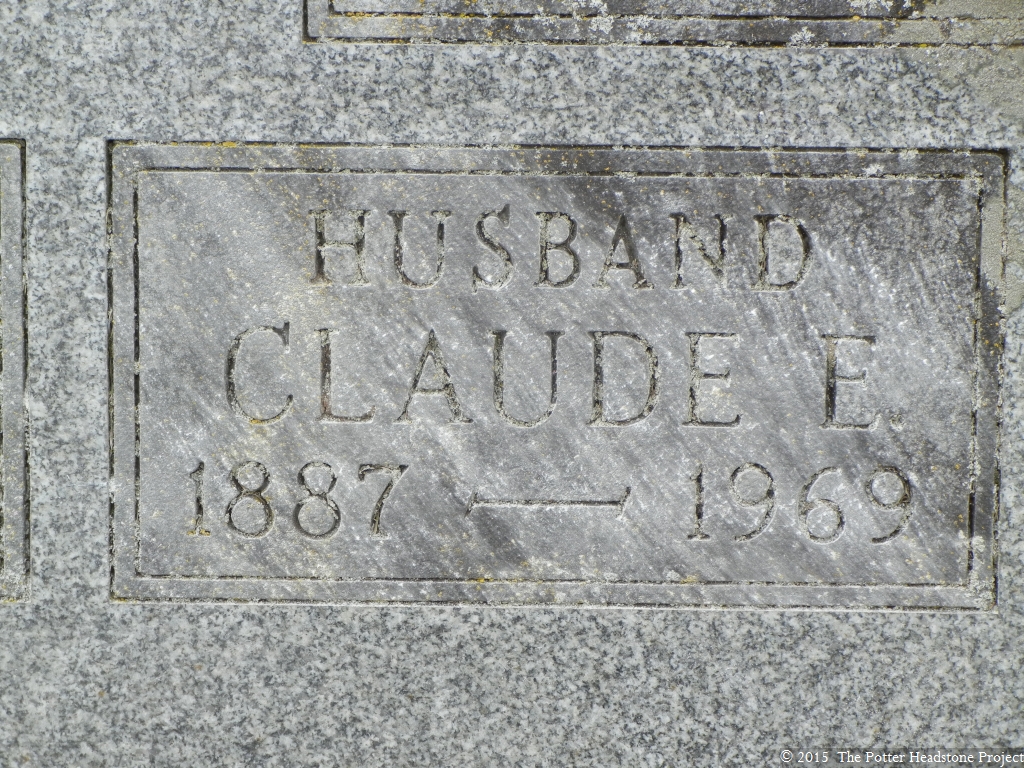 HUSBAND
CLAUDE E.
1887 — 1969
© 2015 The Potter Headstone Project